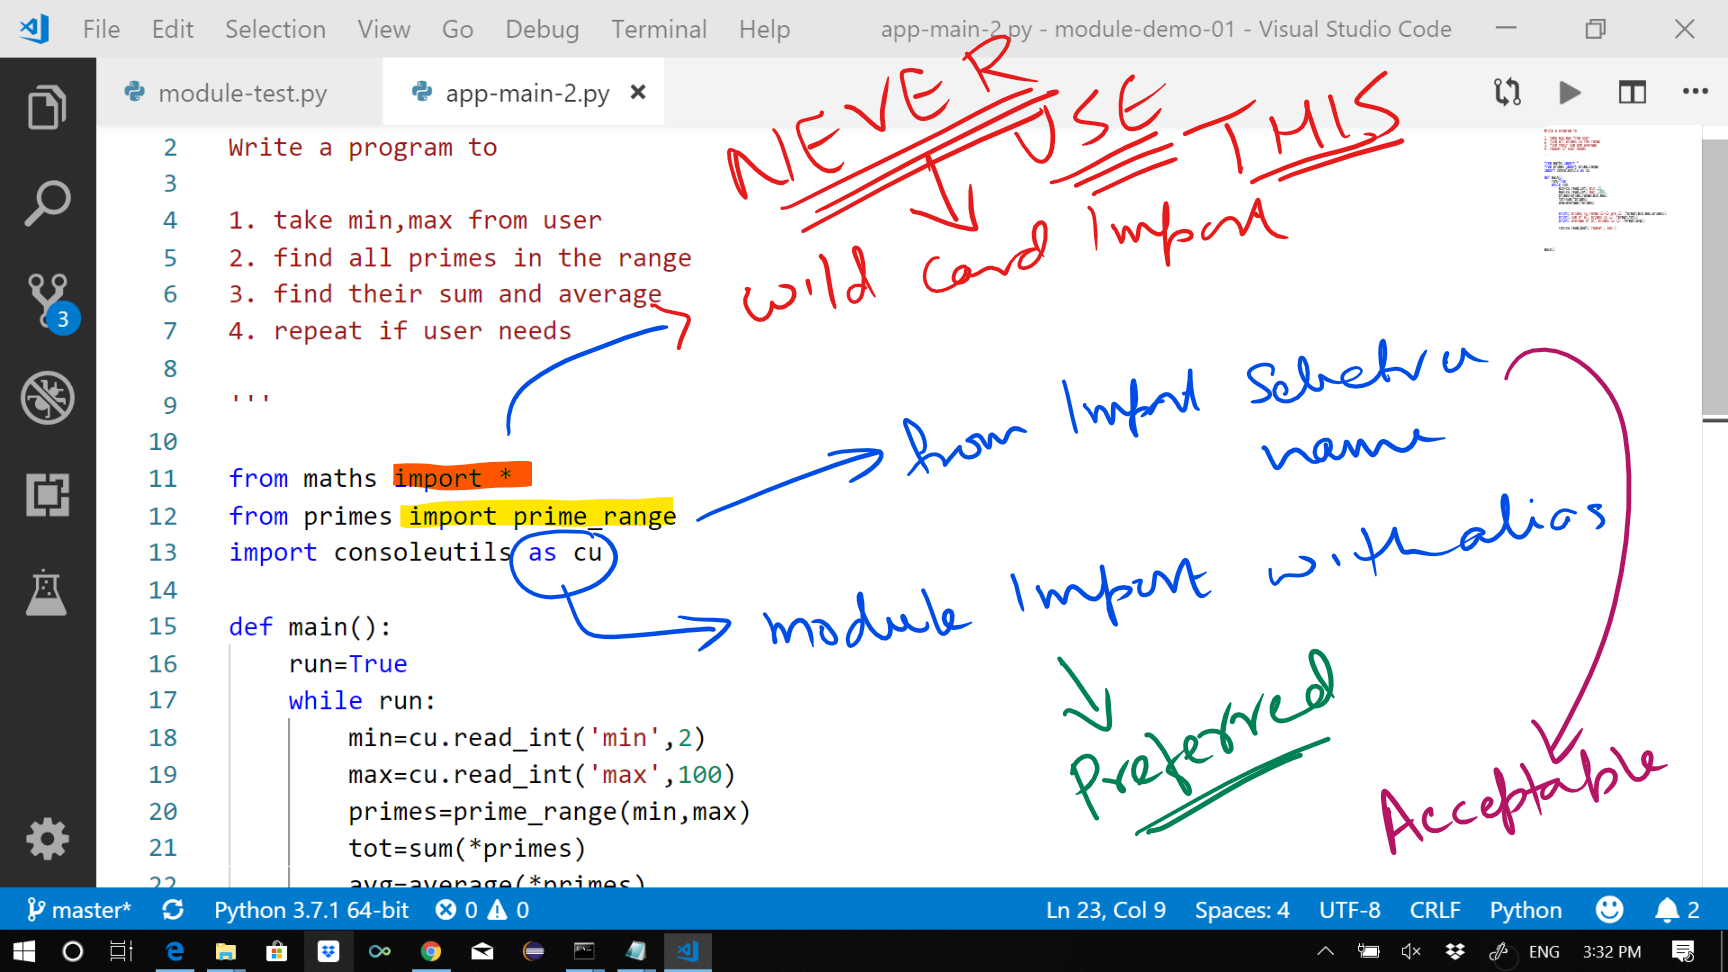 File Edit Selection View Go Debug Terminal Help app-main-2.py - module-demo-01 - Visual Studio Code
module-test.py app-main-2.py
NEVER USE THIS
wild card Import
2 Write a program to
3
4 1. take min,max from user
5 2. find all primes in the range
6 3. find their sum and average
7 4. repeat if user needs
8
9 '''
10
11 from maths import *
12 from primes import prime_range
13 import consoleutils as cu
14
15 def main():
16 run=True
17 while run:
18 min=cu.read_int('min',2)
19 max=cu.read_int('max',100)
20 primes=prime_range(min,max)
21 tot=sum(*primes)
22 avg=average(*primes)
from Import
name
module Import with alias
Preferred
Acceptable
3
master* Python 3.7.1 64-bit 0 0 Ln 23, Col 9 Spaces: 4 UTF-8 CRLF Python 2
ENG 3:32 PM